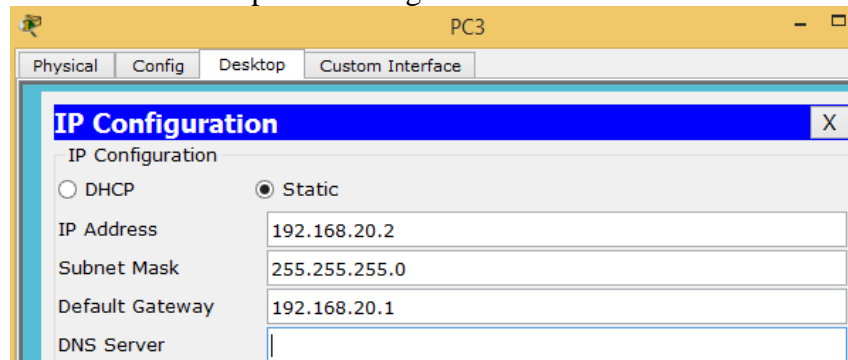 PC3
Physical Config Desktop Custom Interface
IP Configuration X
IP Configuration
DHCP Static
IP Address 192.168.20.2
Subnet Mask 255.255.255.0
Default Gateway 192.168.20.1
DNS Server